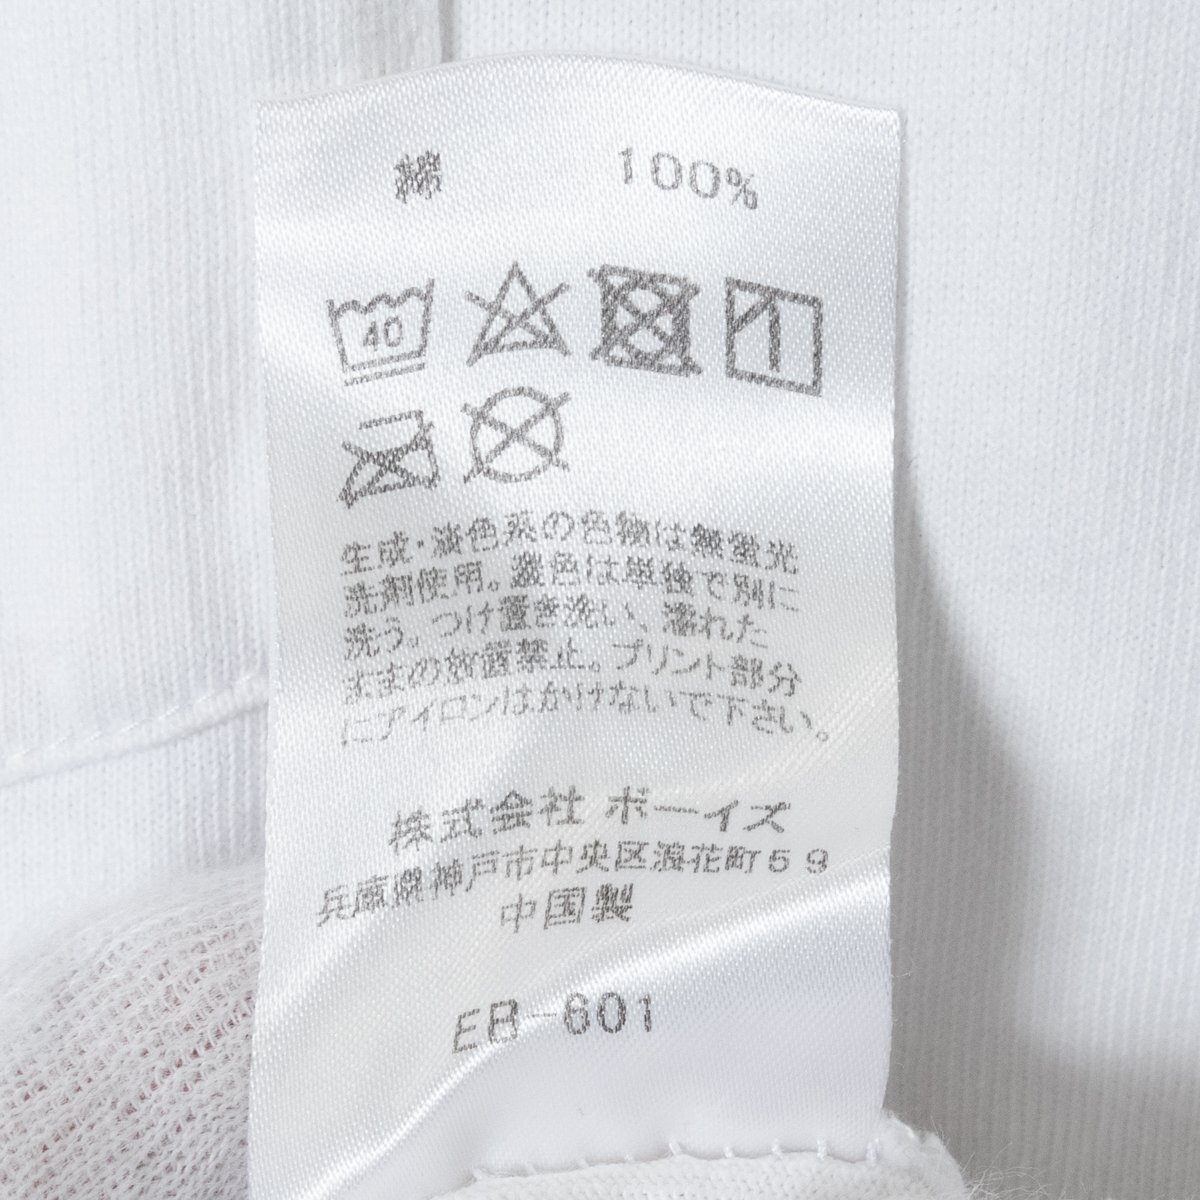 綿 100%
40
生成・淡色系の色物は無蛍光
洗剤使用。濃色は単後で別に
洗う。つけ置き洗い、濡れた
ままの放置禁止。プリント部分
にアイロンはかけないで下さい。
株式会社 ボーイズ
兵庫県神戸市中央区浪花町59
中国製
EB-601